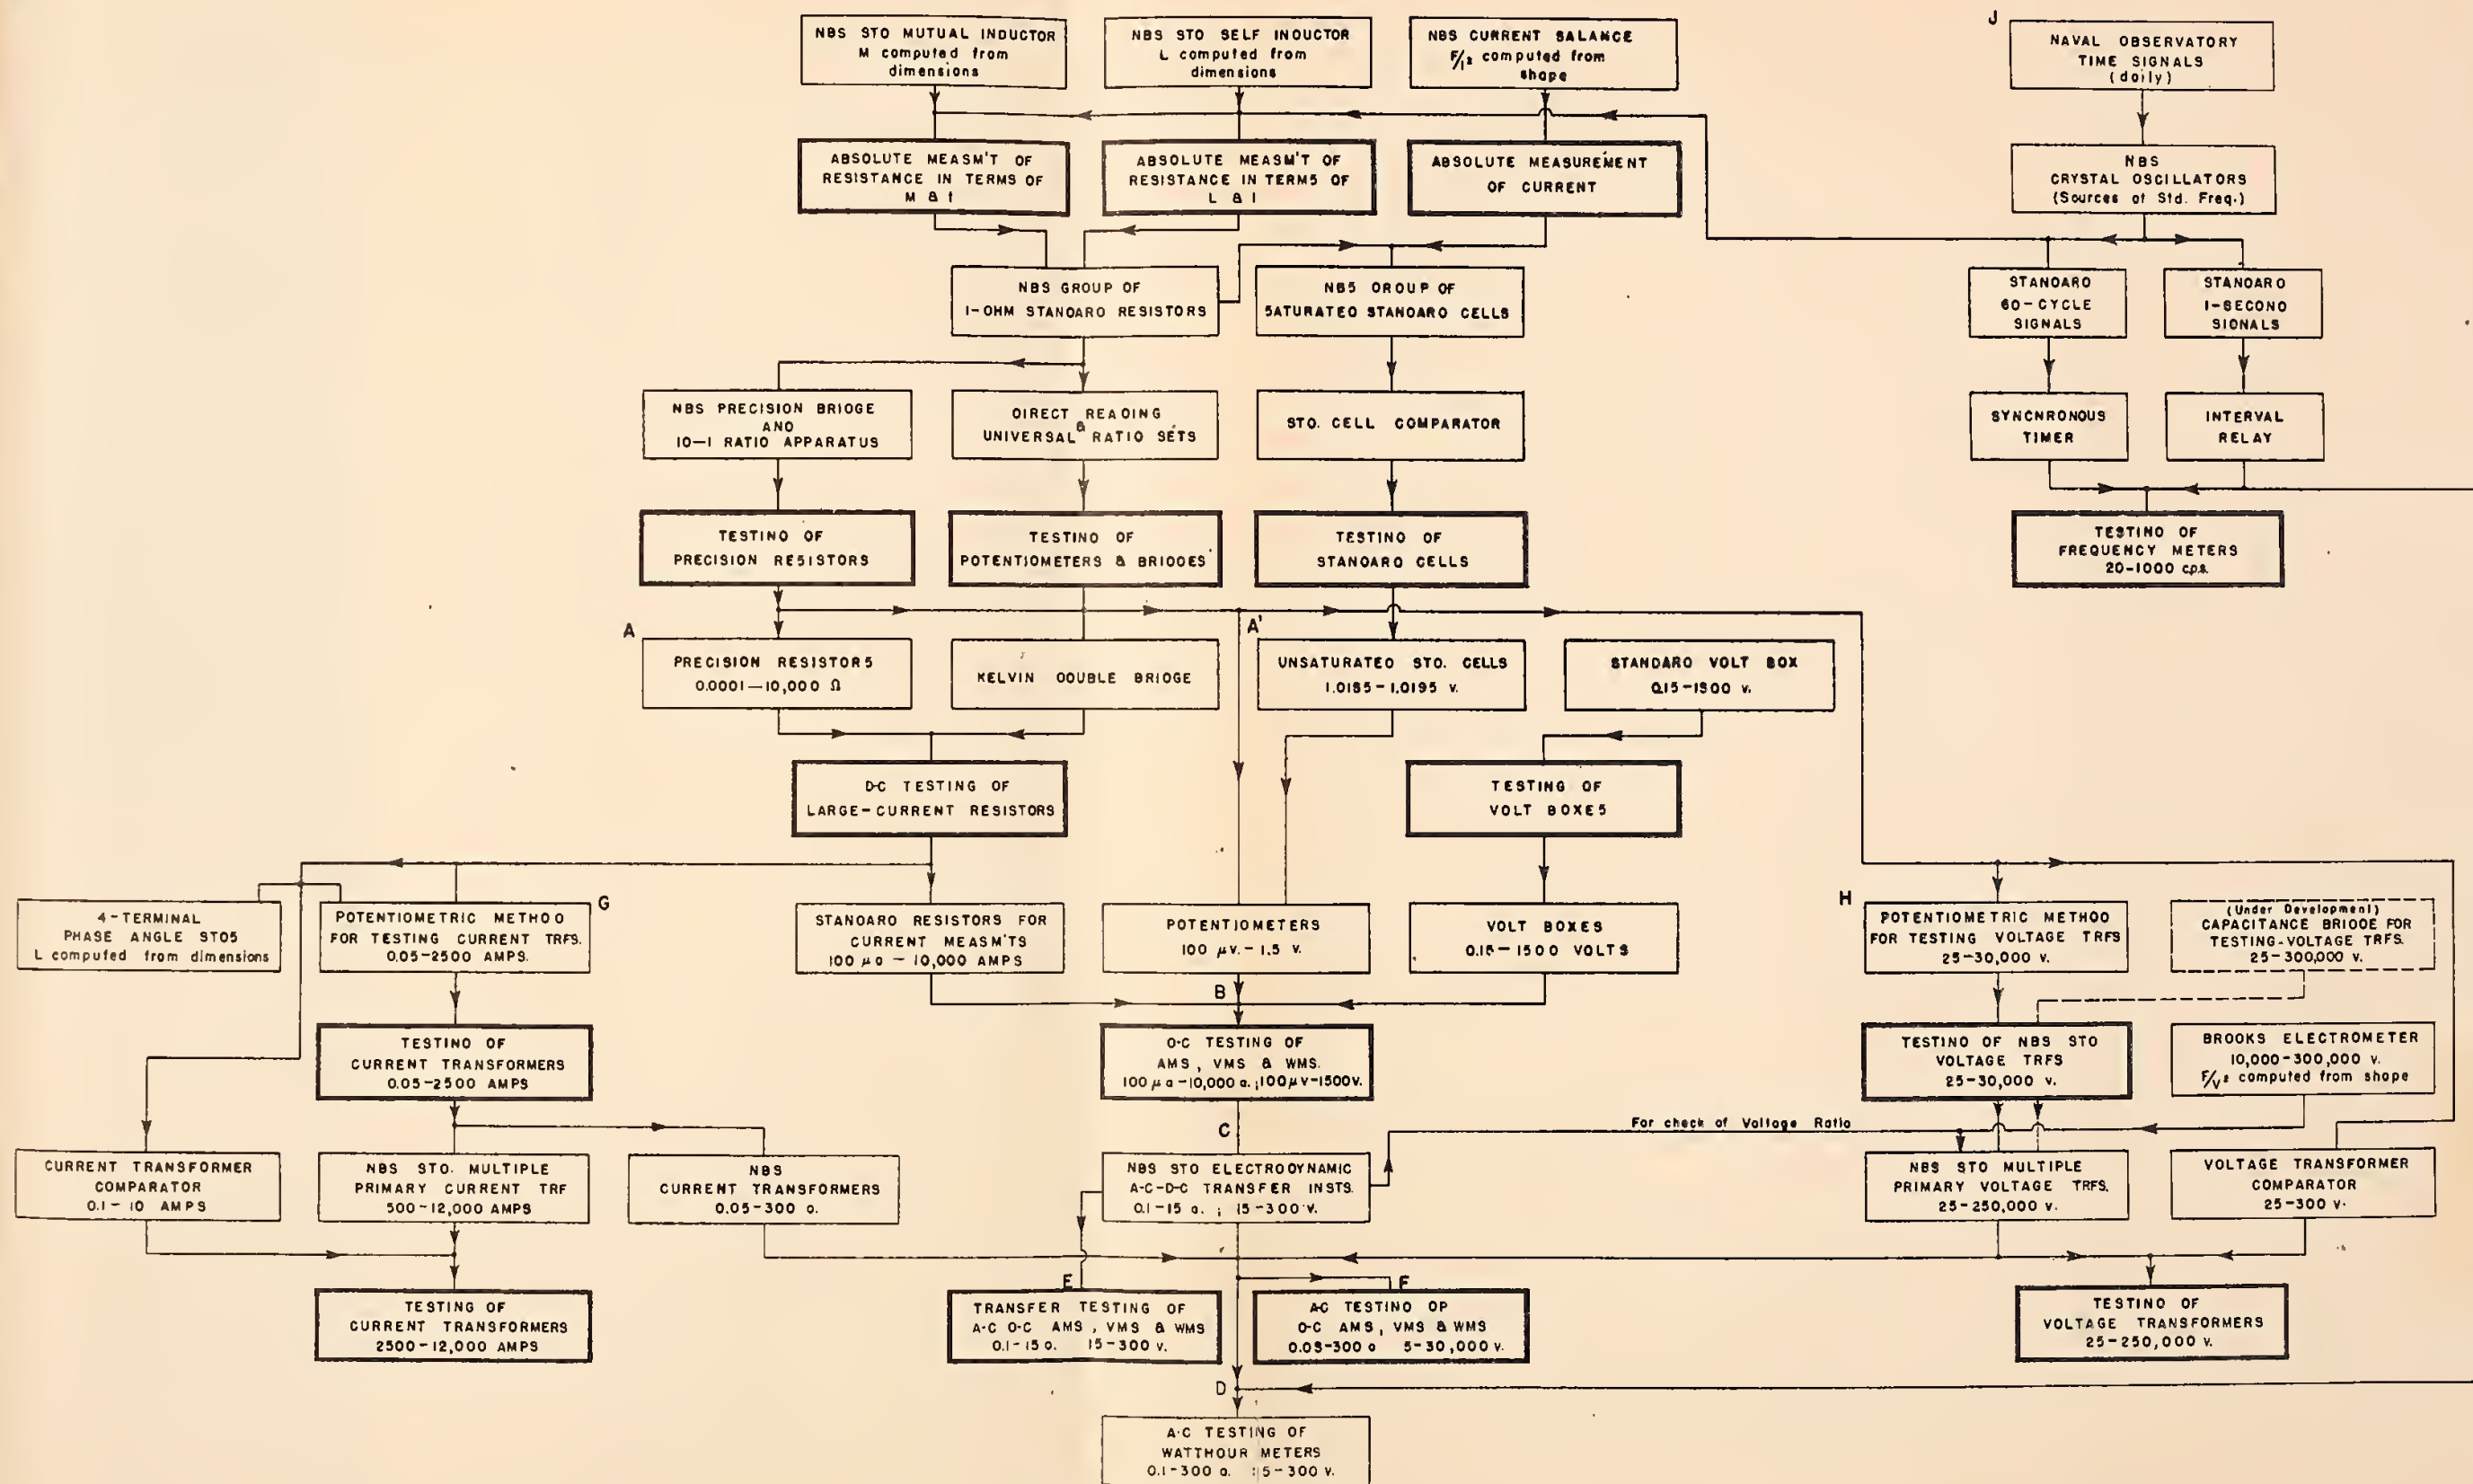 NBS STD MUTUAL INDUCTOR
M computed from
dimensions
NBS STD SELF INDUCTOR
L computed from
dimensions
NBS CURRENT BALANCE
F/I² computed from
shape
J
NAVAL OBSERVATORY
TIME SIGNALS
(daily)
ABSOLUTE MEASM'T OF
RESISTANCE IN TERMS OF
M & t
ABSOLUTE MEASM'T OF
RESISTANCE IN TERMS OF
L & t
ABSOLUTE MEASUREMENT
OF CURRENT
NBS
CRYSTAL OSCILLATORS
(Sources of Std. Freq.)
NBS GROUP OF
1-OHM STANDARD RESISTORS
NBS GROUP OF
SATURATED STANDARD CELLS
STANDARD
60-CYCLE
SIGNALS
STANDARD
1-SECOND
SIGNALS
NBS PRECISION BRIDGE
AND
10-1 RATIO APPARATUS
DIRECT READING
&
UNIVERSAL RATIO SETS
STD. CELL COMPARATOR
SYNCHRONOUS
TIMER
INTERVAL
RELAY
TESTING OF
PRECISION RESISTORS
TESTING OF
POTENTIOMETERS & BRIDGES
TESTING OF
STANDARD CELLS
TESTING OF
FREQUENCY METERS
20-1000 c.p.s.
A
PRECISION RESISTORS
0.0001-10,000 Ω
KELVIN DOUBLE BRIDGE
A'
UNSATURATED STD. CELLS
1.0185-1.0195 v.
STANDARD VOLT BOX
0.15-1500 v.
D-C TESTING OF
LARGE-CURRENT RESISTORS
TESTING OF
VOLT BOXES
4-TERMINAL
PHASE ANGLE STDS
L computed from dimensions
G
POTENTIOMETRIC METHOD
FOR TESTING CURRENT TRFS.
0.05-2500 AMPS.
STANDARD RESISTORS FOR
CURRENT MEASM'TS
100 μa - 10,000 AMPS
POTENTIOMETERS
100 μv. - 1.5 v.
VOLT BOXES
0.15-1500 VOLTS
H
POTENTIOMETRIC METHOD
FOR TESTING VOLTAGE TRFS
25-30,000 v.
(Under Development)
CAPACITANCE BRIDGE FOR
TESTING-VOLTAGE TRFS.
25-300,000 v.
B
TESTING OF
CURRENT TRANSFORMERS
0.05-2500 AMPS
D-C TESTING OF
AMS, VMS & WMS.
100 μa-10,000 a.; 100 μv-1500 v.
TESTING OF NBS STD
VOLTAGE TRFS
25-30,000 v.
BROOKS ELECTROMETER
10,000-300,000 v.
F/V² computed from shape
C
For check of Voltage Ratio
CURRENT TRANSFORMER
COMPARATOR
0.1-10 AMPS
NBS STD. MULTIPLE
PRIMARY CURRENT TRF
500-12,000 AMPS
NBS
CURRENT TRANSFORMERS
0.05-300 a.
NBS STD ELECTRODYNAMIC
A-C-D-C TRANSFER INSTS.
0.1-15 a. ; 15-300 v.
NBS STD MULTIPLE
PRIMARY VOLTAGE TRFS.
25-250,000 v.
VOLTAGE TRANSFORMER
COMPARATOR
25-300 v.
TESTING OF
CURRENT TRANSFORMERS
2500-12,000 AMPS
E
TRANSFER TESTING OF
A-C D-C AMS, VMS & WMS
0.1-15 a. 15-300 v.
F
A-C TESTING OF
D-C AMS, VMS & WMS
0.05-300 a 5-30,000 v.
TESTING OF
VOLTAGE TRANSFORMERS
25-250,000 v.
D
A-C TESTING OF
WATTHOUR METERS
0.1-300 a. ; 15-300 v.